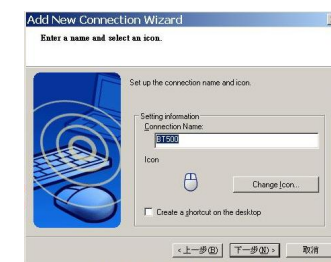 Add New Connection Wizard
Enter a name and select an icon.
Set up the connection name and icon.
Setting information
Connection Name:
BT500
Icon
Change Icon...
Create a shortcut on the desktop
<上一步(B)
下一步(N)>
取消